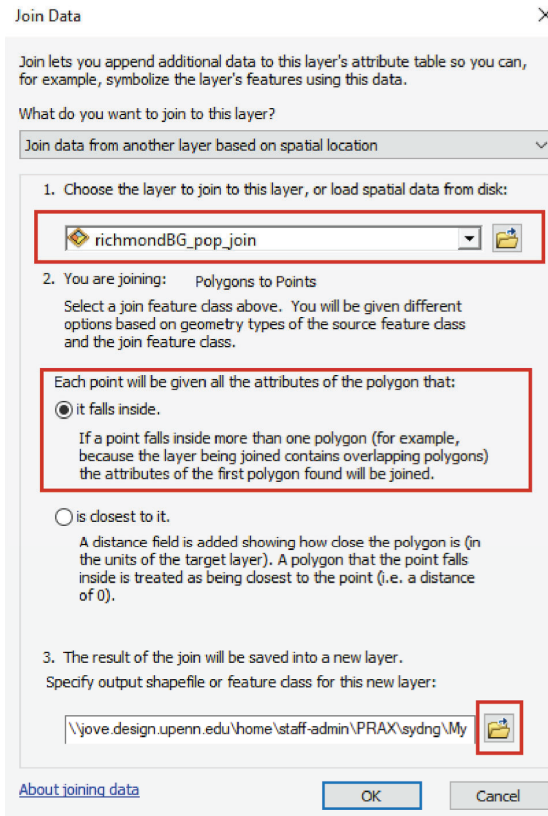 Join Data
Join lets you append additional data to this layer's attribute table so you can,
for example, symbolize the layer's features using this data.
What do you want to join to this layer?
Join data from another layer based on spatial location
1. Choose the layer to join to this layer, or load spatial data from disk:
richmondBG_pop_join
2. You are joining: Polygons to Points
Select a join feature class above. You will be given different
options based on geometry types of the source feature class
and the join feature class.
Each point will be given all the attributes of the polygon that:
it falls inside.
If a point falls inside more than one polygon (for example,
because the layer being joined contains overlapping polygons)
the attributes of the first polygon found will be joined.
is closest to it.
A distance field is added showing how close the polygon is (in
the units of the target layer). A polygon that the point falls
inside is treated as being closest to the point (i.e. a distance
of 0).
3. The result of the join will be saved into a new layer.
Specify output shapefile or feature class for this new layer:
\\jove.design.upenn.edu\home\staff-admin\PRAX\sydng\My
About joining data
OK
Cancel